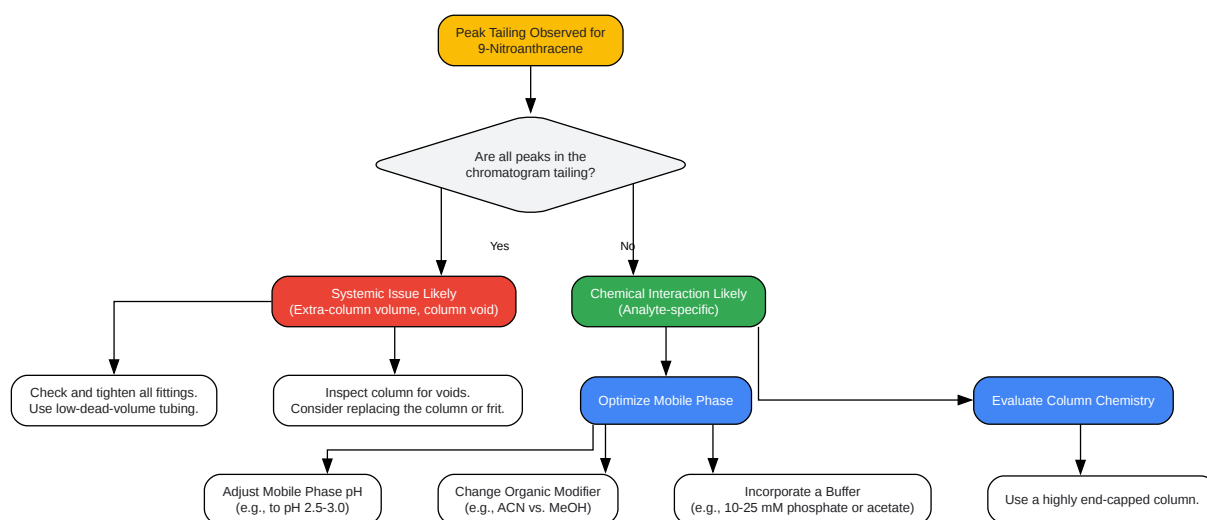 Peak Tailing Observed for
9-Nitroanthracene
Are all peaks in the
chromatogram tailing?
Yes
No
Systemic Issue Likely
(Extra-column volume, column void)
Chemical Interaction Likely
(Analyte-specific)
Check and tighten all fittings.
Use low-dead-volume tubing.
Inspect column for voids.
Consider replacing the column or frit.
Optimize Mobile Phase
Evaluate Column Chemistry
Adjust Mobile Phase pH
(e.g., to pH 2.5-3.0)
Change Organic Modifier
(e.g., ACN vs. MeOH)
Incorporate a Buffer
(e.g., 10-25 mM phosphate or acetate)
Use a highly end-capped column.